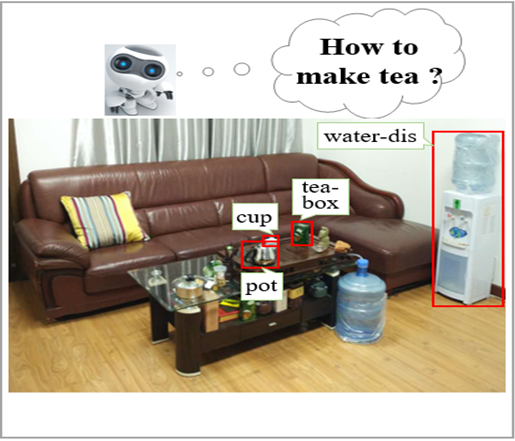 How to
make tea ?
water-dis
tea-
box
cup
pot